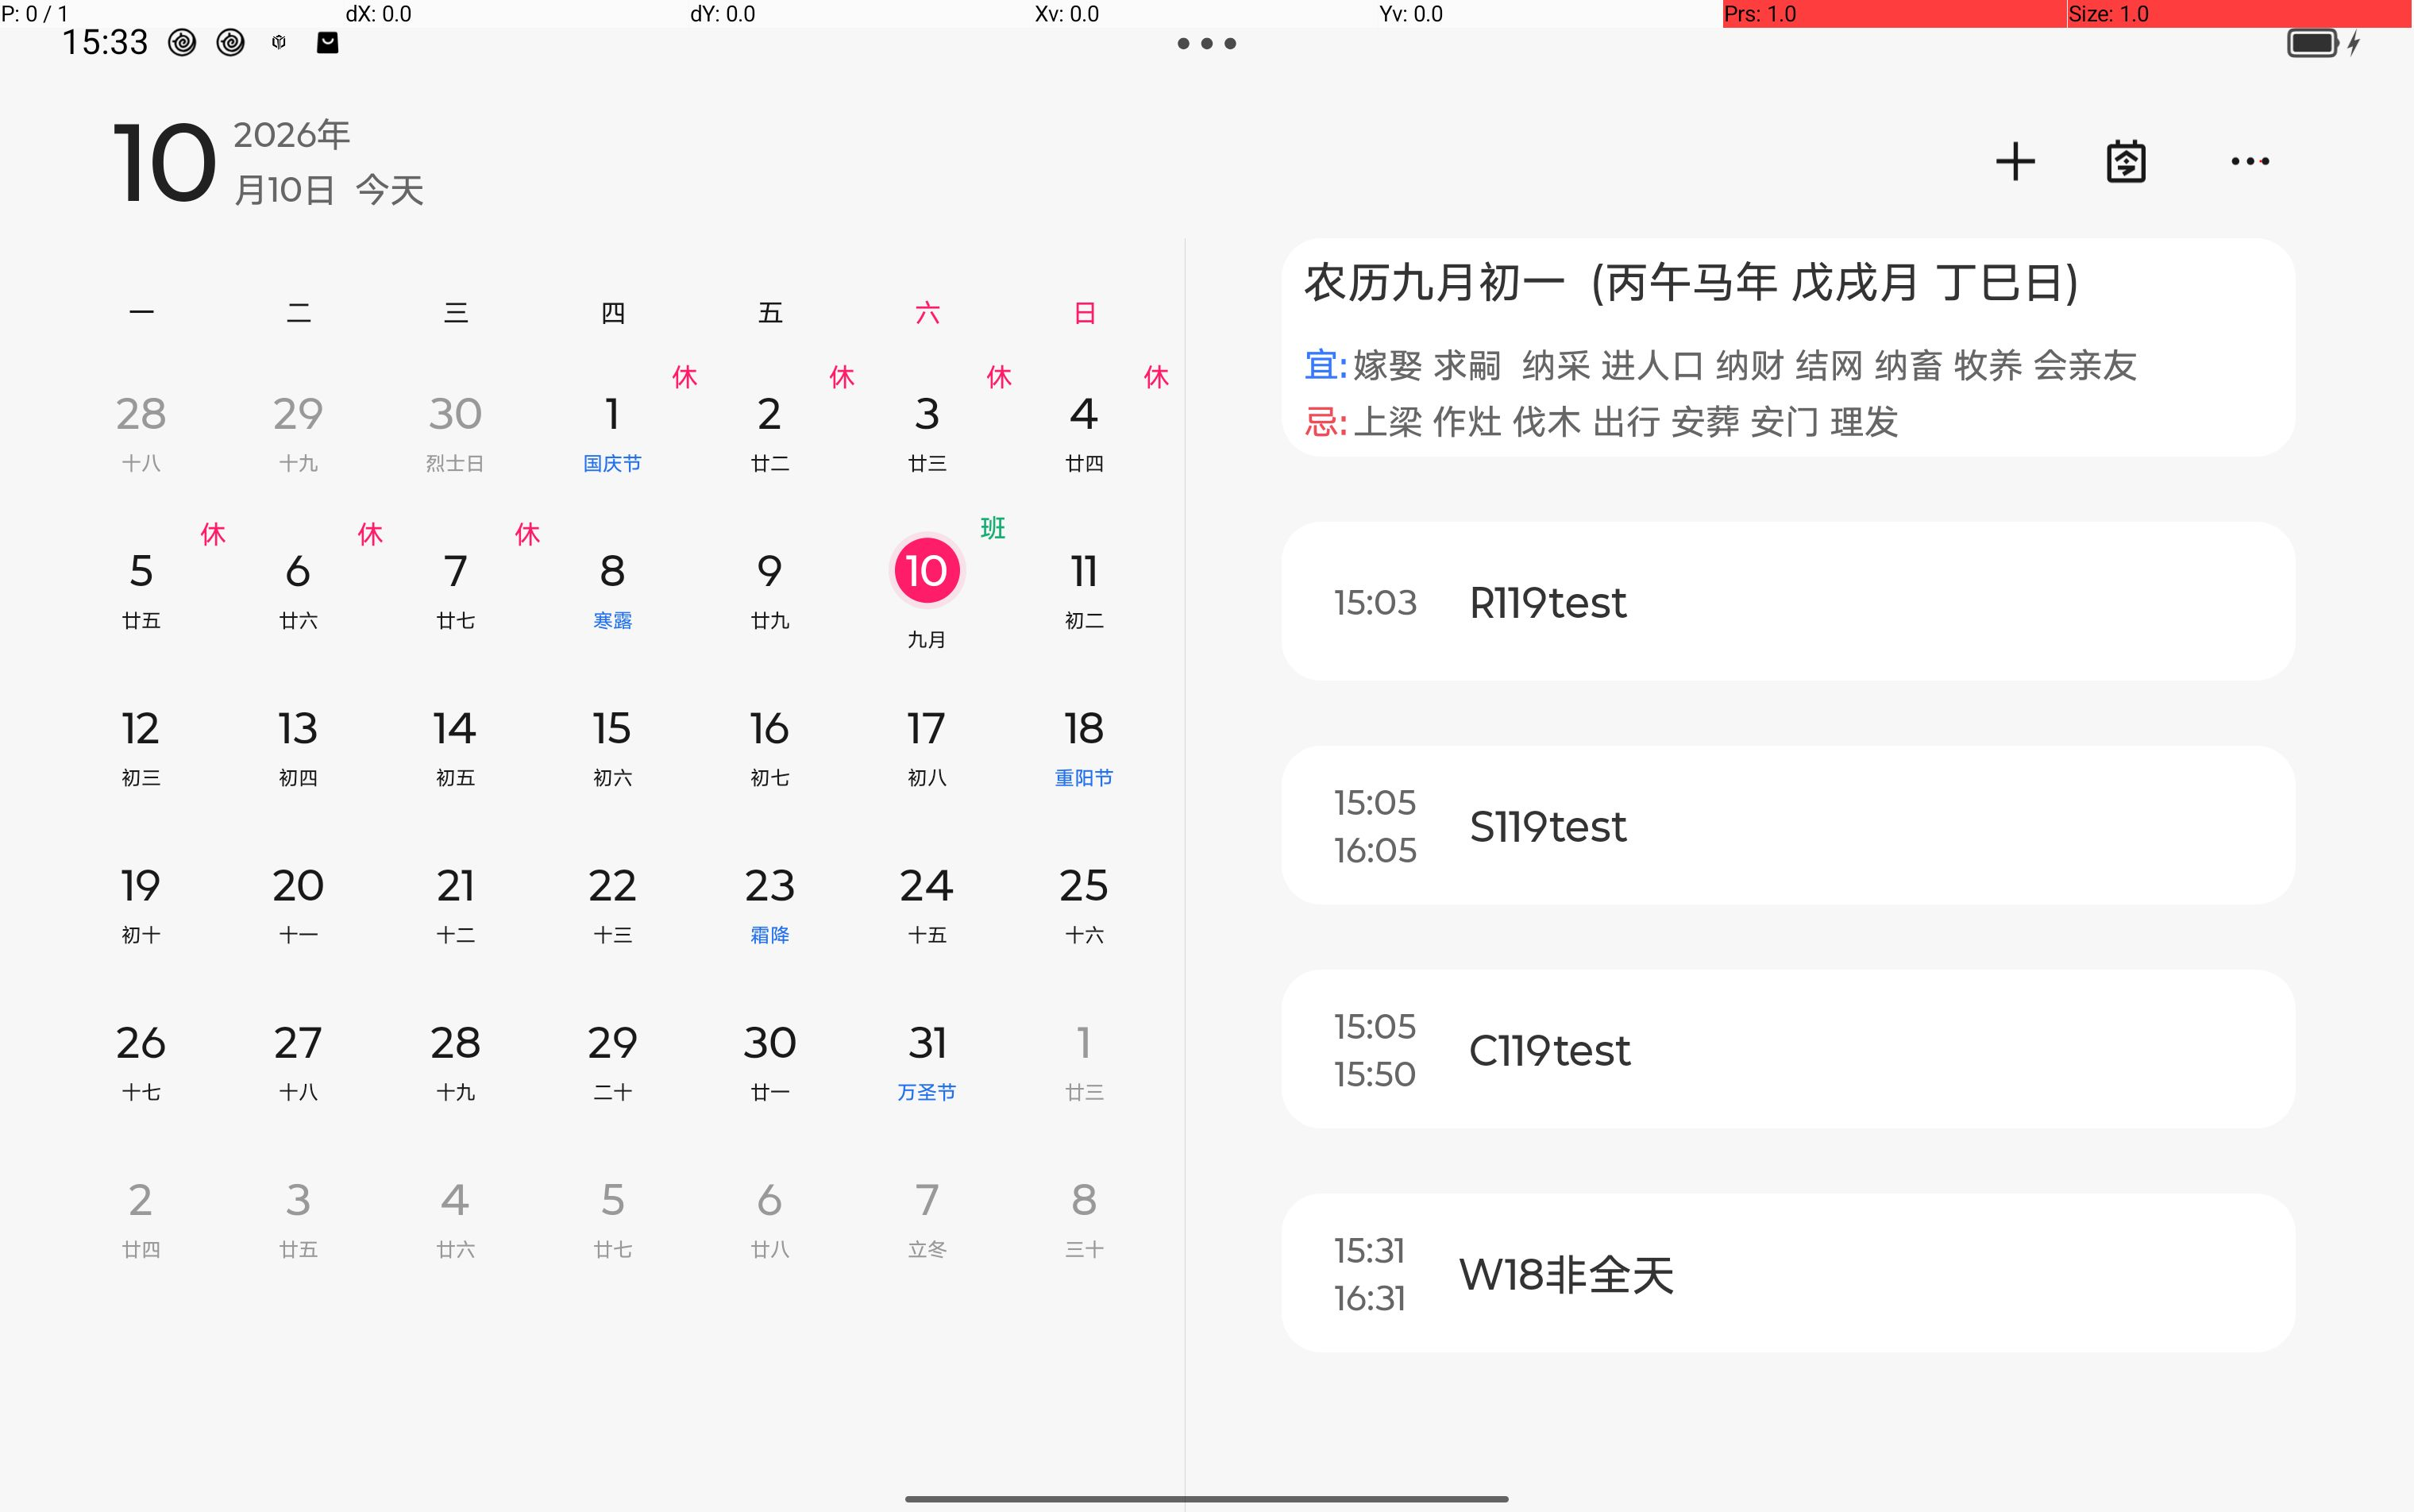 P: 0 / 1 dX: 0.0 dY: 0.0 Xv: 0.0 Yv: 0.0 Prs: 1.0 Size: 1.0
15:33
10
2026年
月10日 今天
一 二 三 四 五 六 日
休 休 休 休
28 29 30 1 2 3 4
十八 十九 烈士日 国庆节 廿二 廿三 廿四
休 休 休 班
5 6 7 8 9 10 11
廿五 廿六 廿七 寒露 廿九 九月 初二
12 13 14 15 16 17 18
初三 初四 初五 初六 初七 初八 重阳节
19 20 21 22 23 24 25
初十 十一 十二 十三 霜降 十五 十六
26 27 28 29 30 31 1
十七 十八 十九 二十 廿一 万圣节 廿三
2 3 4 5 6 7 8
廿四 廿五 廿六 廿七 廿八 立冬 三十
农历九月初一 (丙午马年 戊戌月 丁巳日)
宜: 嫁娶 求嗣 纳采 进人口 纳财 结网 纳畜 牧养 会亲友
忌: 上梁 作灶 伐木 出行 安葬 安门 理发
15:03 R119test
15:05
16:05
S119test
15:05
15:50
C119test
15:31
16:31
W18非全天